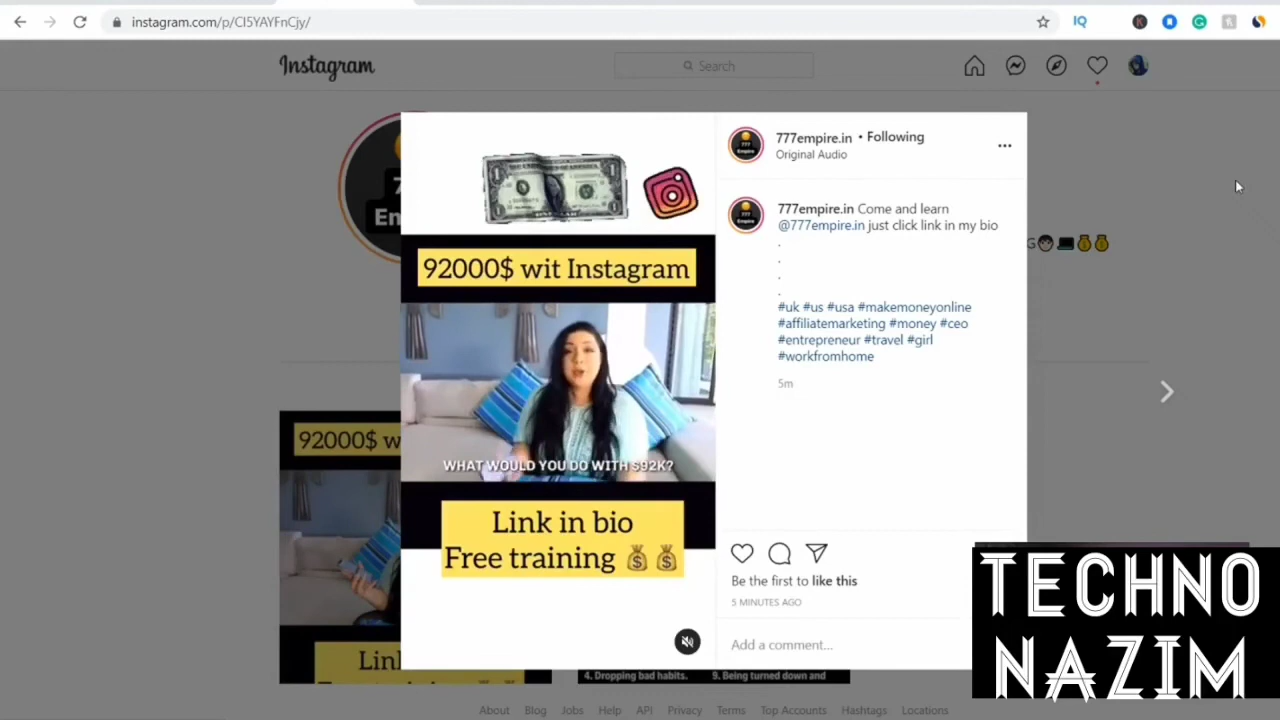 instagram.com/p/CI5YAYFnCjy/
IQ
Instagram
Search
777empire.in • Following
Original Audio
92000$ wit Instagram
WHAT WOULD YOU DO WITH $92K?
Link in bio
Free training
777empire.in Come and learn
@777empire.in just click link in my bio
.
.
.
.
#uk #us #usa #makemoneyonline
#affiliatemarketing #money #ceo
#entrepreneur #travel #girl
#workfromhome
5m
Be the first to like this
5 MINUTES AGO
Add a comment...
7
En
G
92000$ w
Link
4. Dropping bad habits.
9. Being turned down and
About Blog Jobs Help API Privacy Terms Top Accounts Hashtags Locations
TECHNO
NAZIM